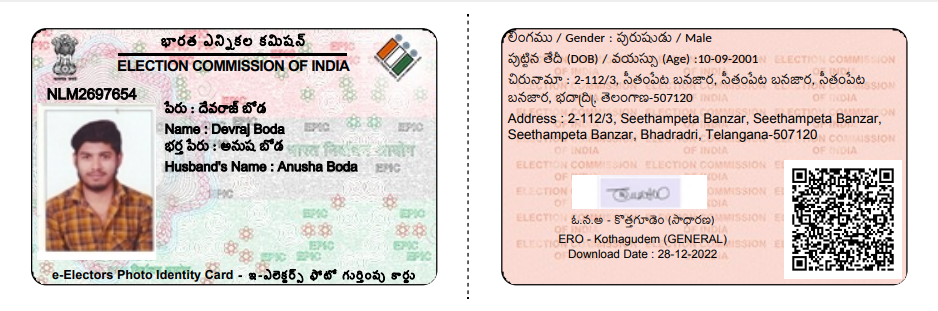 భారత ఎన్నికల కమిషన్
ELECTION COMMISSION OF INDIA
NLM2697654
పేరు : దేవరాజ్ బోడ
Name : Devraj Boda
భర్త పేరు : అనుష బోడ
Husband's Name : Anusha Boda
e-Electors Photo Identity Card - ఇ-ఎలెక్టర్స్ ఫోటో గుర్తింపు కార్డు
లింగము / Gender : పురుషుడు / Male
పుట్టిన తేదీ (DOB) / వయస్సు (Age) :10-09-2001
చిరునామా : 2-112/3, సీతంపేట బనజార, సీతంపేట బనజార, సీతంపేట
బనజార, భదాద్రి, తెలంగాణ-507120
Address : 2-112/3, Seethampeta Banzar, Seethampeta Banzar,
Seethampeta Banzar, Bhadradri, Telangana-507120
ఓ.న.అ - కొత్తగూడెం (సాధారణ)
ERO - Kothagudem (GENERAL)
Download Date : 28-12-2022